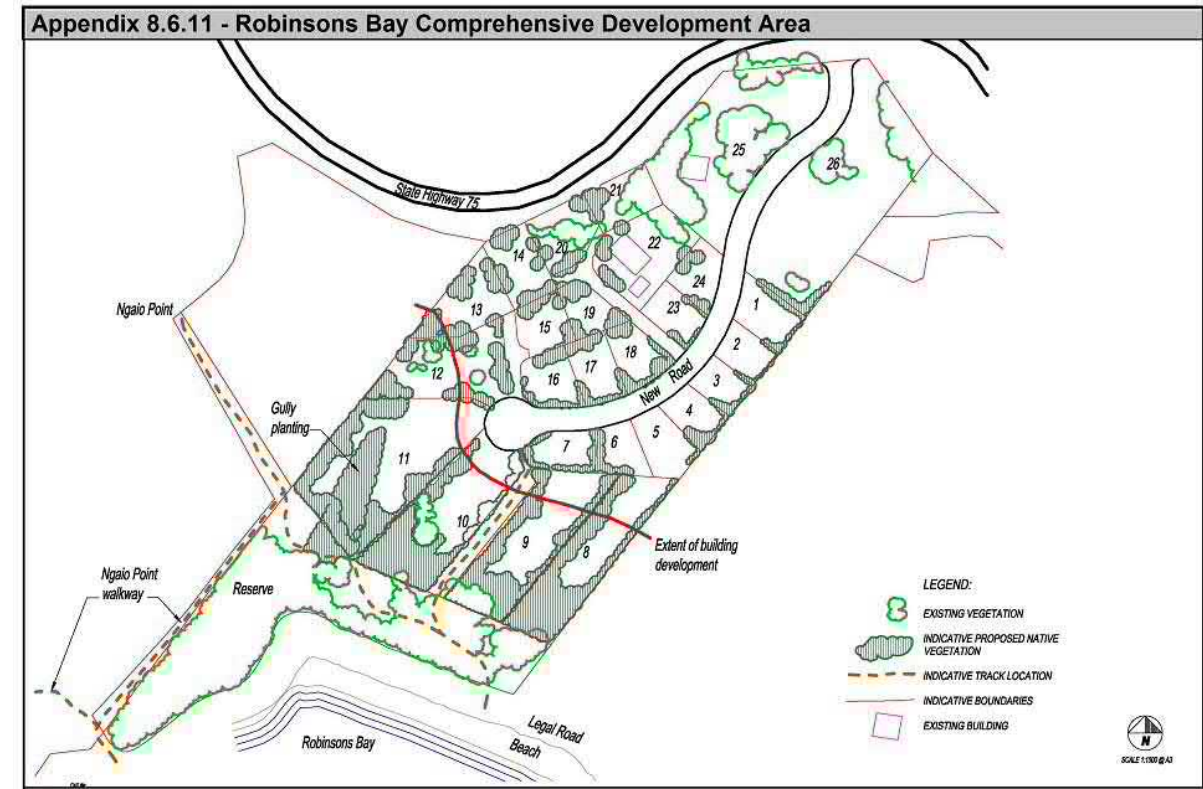 Appendix 8.6.11 - Robinsons Bay Comprehensive Development Area
State Highway 75
25
26
21
22
20
14
24
13
19
23
1
15
18
2
Ngaio Point
12
16
17
New Road
3
4
Gully
planting
11
7
6
5
10
9
8
Extent of building
development
Ngaio Point
walkway
Reserve
Legal Road
Beach
Robinsons Bay
LEGEND:
EXISTING VEGETATION
INDICATIVE PROPOSED NATIVE
VEGETATION
INDICATIVE TRACK LOCATION
INDICATIVE BOUNDARIES
EXISTING BUILDING
N